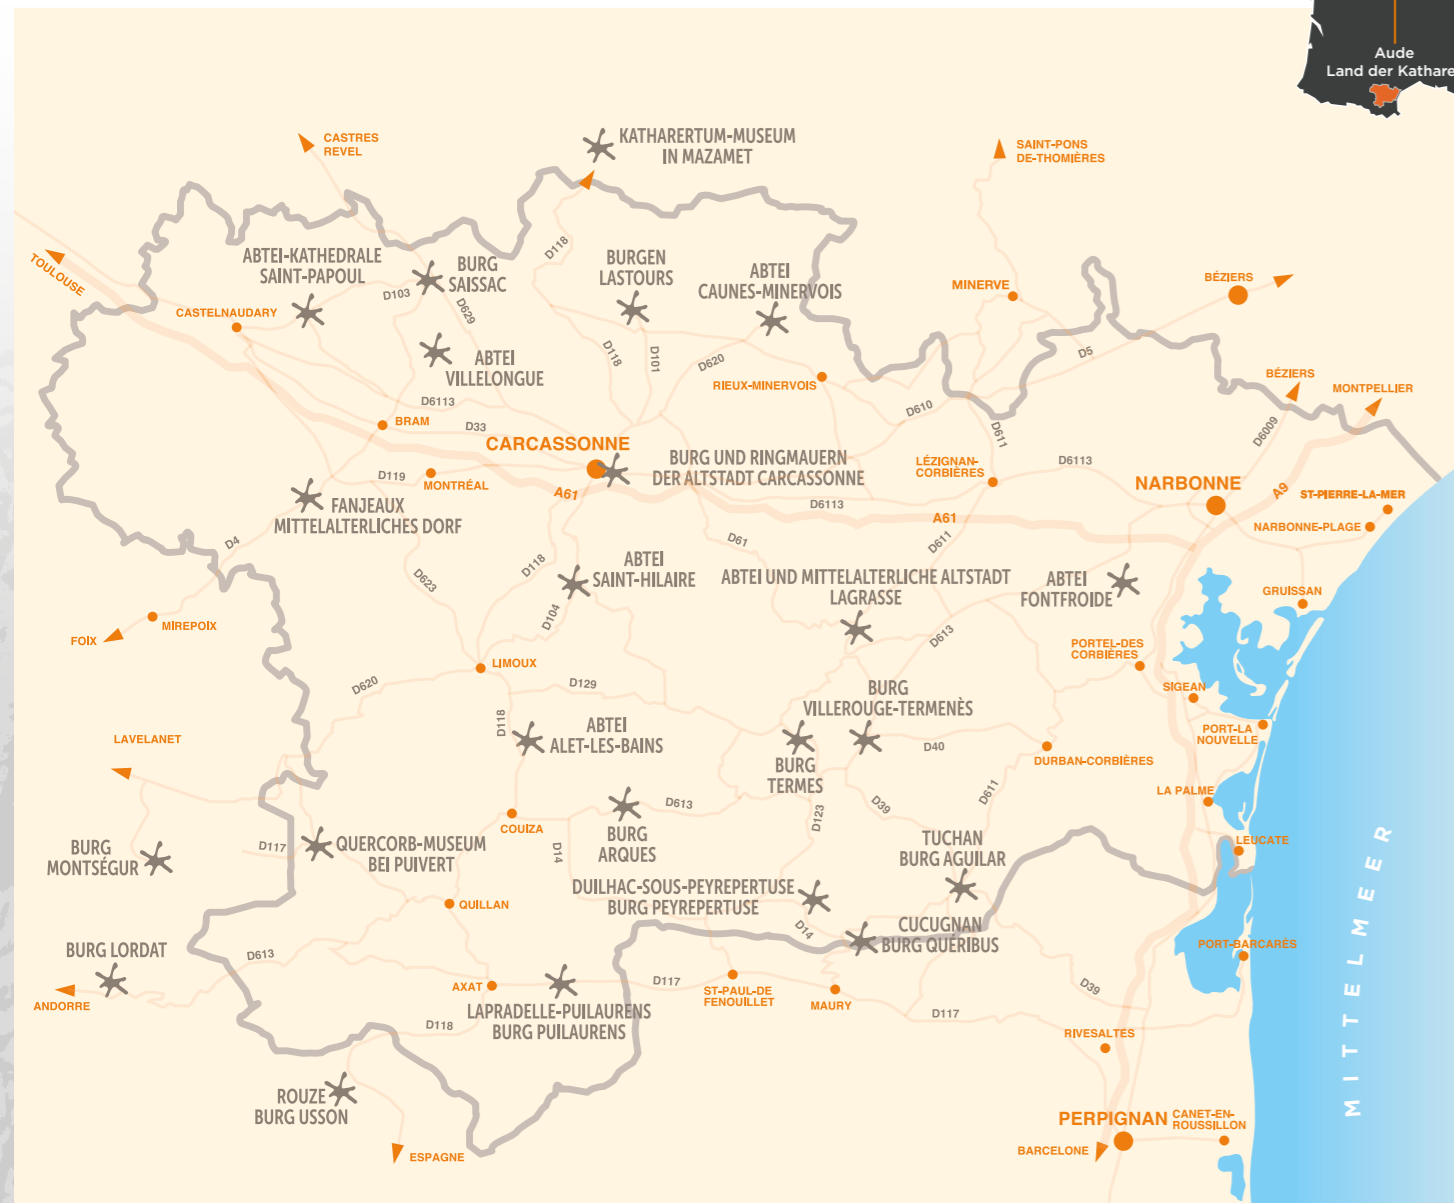 Aude
Land der Kathare
CASTRES
REVEL
KATHARERTUM-MUSEUM
IN MAZAMET
SAINT-PONS
DE-THOMIÈRES
D118
TOULOUSE
ABTEI-KATHEDRALE
SAINT-PAPOUL
BURG
SAISSAC
BURGEN
LASTOURS
ABTEI
CAUNES-MINERVOIS
MINERVE
BÉZIERS
D103
D629
CASTELNAUDARY
D118
D101
D620
D5
ABTEI
VILLELONGUE
RIEUX-MINERVOIS
BÉZIERS
MONTPELLIER
D6113
D33
BRAM
D610
D611
D6009
CARCASSONNE
BURG UND RINGMAUERN
DER ALTSTADT CARCASSONNE
LÉZIGNAN-
CORBIÈRES
D6113
D119
MONTRÉAL
A61
NARBONNE
A9
ST-PIERRE-LA-MER
NARBONNE-PLAGE
FANJEAUX
MITTELALTERLICHES DORF
D6113
A61
D4
D61
D611
D118
ABTEI
SAINT-HILAIRE
ABTEI UND MITTELALTERLICHE ALTSTADT
LAGRASSE
ABTEI
FONTFROIDE
GRUISSAN
D623
D104
MIREPOIX
FOIX
D613
PORTEL-DES
CORBIÈRES
LIMOUX
D620
D129
SIGEAN
BURG
VILLEROUGE-TERMENÈS
D118
ABTEI
ALET-LES-BAINS
PORT-LA
NOUVELLE
LAVELANET
D40
DURBAN-CORBIÈRES
BURG
TERMES
LA PALME
D613
D123
D39
D611
COUIZA
BURG
ARQUES
TUCHAN
BURG AGUILAR
LEUCATE
BURG
MONTSÉGUR
D117
QUERCORB-MUSEUM
BEI PUIVERT
D14
DUILHAC-SOUS-PEYREPERTUSE
BURG PEYREPERTUSE
QUILLAN
D14
CUCUGNAN
BURG QUÉRIBUS
PORT-BARCARÈS
BURG LORDAT
D613
ANDORRE
AXAT
D117
ST-PAUL-DE
FENOUILLET
MAURY
D39
LAPRADELLE-PUILAURENS
BURG PUILAURENS
D118
D117
RIVESALTES
ROUZE
BURG USSON
PERPIGNAN
CANET-EN-
ROUSSILLON
BARCELONE
ESPAGNE
MITTELMEER